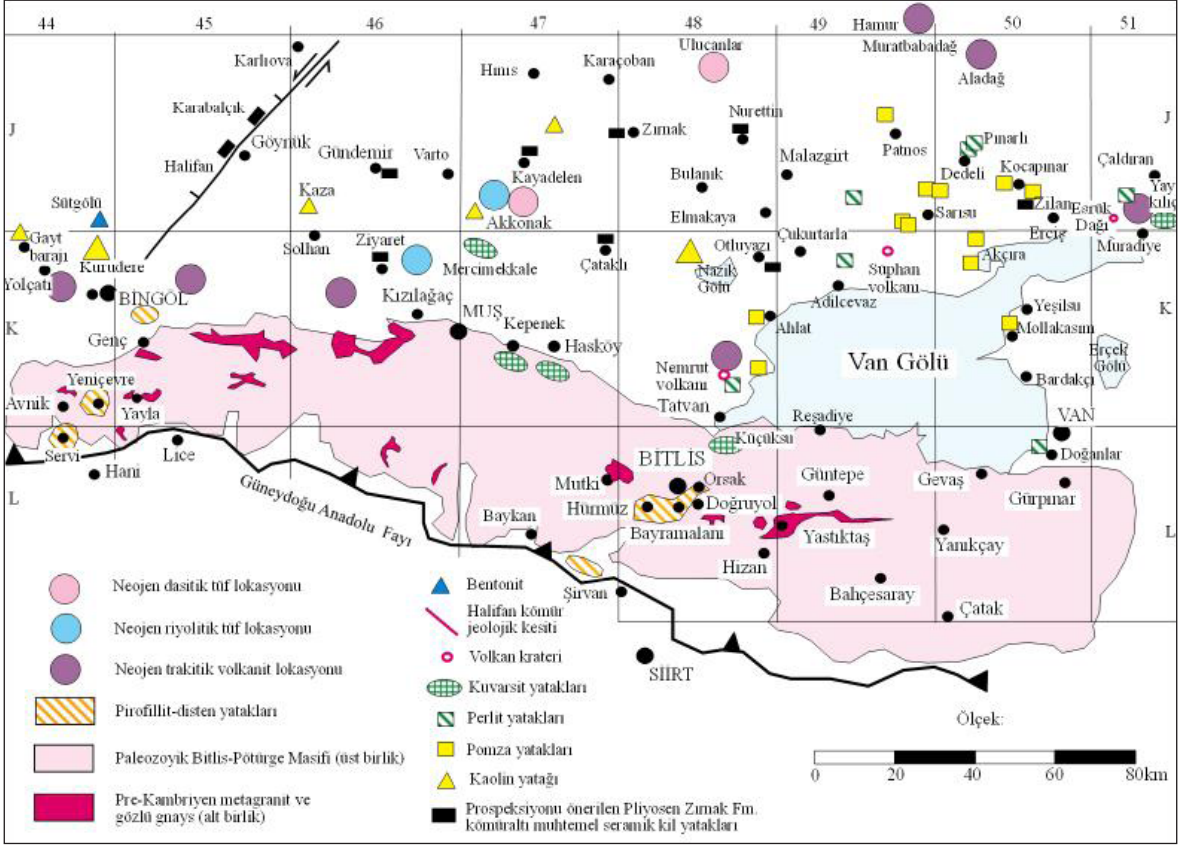 44 45 46 47 48 49 50 51
Hamur
Muratbabadağ
Aladağ
Ulucanlar
Karlıova
Hınıs
Karaçoban
Karabalçık
Göynük
Halifan
J
J
Nurettin
Zırnak
Patnos
Pınarlı
Dedeli
Kocapınar
Çaldıran
Gündemir
Varto
Kayadelen
Bulanık
Malazgirt
Sütgölü
Kaza
Akkonak
Elmakaya
Sarısu
Zilan
Erciş
Esrük
Dağı
Muradiye
Gayt
barajı
Solhan
Ziyaret
Mercimekkale
Çataklı
Otluyazı
Çukurtarla
Suphan
volkanı
Akçıra
Nazik
Gölü
Adilcevaz
Kurudere
Yolçatı
BİNGÖL
Kızılağaç
MUŞ
K
K
Genç
Kepenek
Hasköy
Ahlat
Yeşilsu
Mollakasım
Van Gölü
Erçek
Gölü
Nemrut
volkanı
Bardakçı
Yeniçevre
Avnik
Yayla
Tatvan
Reşadiye
VAN
Servi
Hani
Lice
Küçüksu
Doğanlar
L
L
BİTLİS
Mutki
Orsak
Güntepe
Gevaş
Gürpınar
Güneydoğu Anadolu Fayı
Hürmüz
Doğruyol
Baykan
Bayramalanı
Yastıktaş
Yanıkçay
Hizan
Şirvan
Bahçesaray
Çatak
SİİRT
Neojen dasitik tüf lokasyonu
Neojen riyolitik tüf lokasyonu
Neojen trakitik volkanit lokasyonu
Pirofillit-disten yatakları
Paleozoyik Bitlis-Pötürge Masifi (üst birlik)
Pre-Kambriyen metagranit ve
gözlü gnays (alt birlik)
Bentonit
Halifan kömür
jeolojik kesiti
Volkan krateri
Kuvarsit yatakları
Perlit yatakları
Pomza yatakları
Kaolin yatağı
Prospeksiyonu önerilen Pliyosen Zırnak Fm.
kömüraltı muhtemel seramik kil yatakları
Ölçek:
0 20 40 60 80km